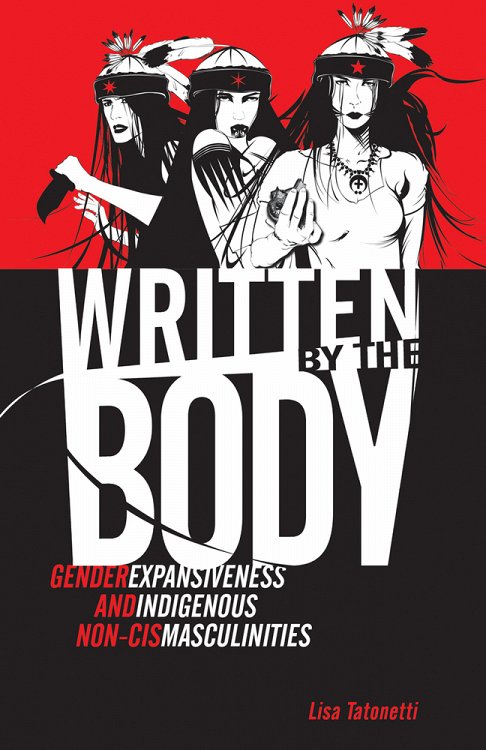 WRITTEN
BY THE
BODY
GENDEREXPANSIVENESS
ANDINDIGENOUS
NON-CISMASCULINITIES
Lisa Tatonetti